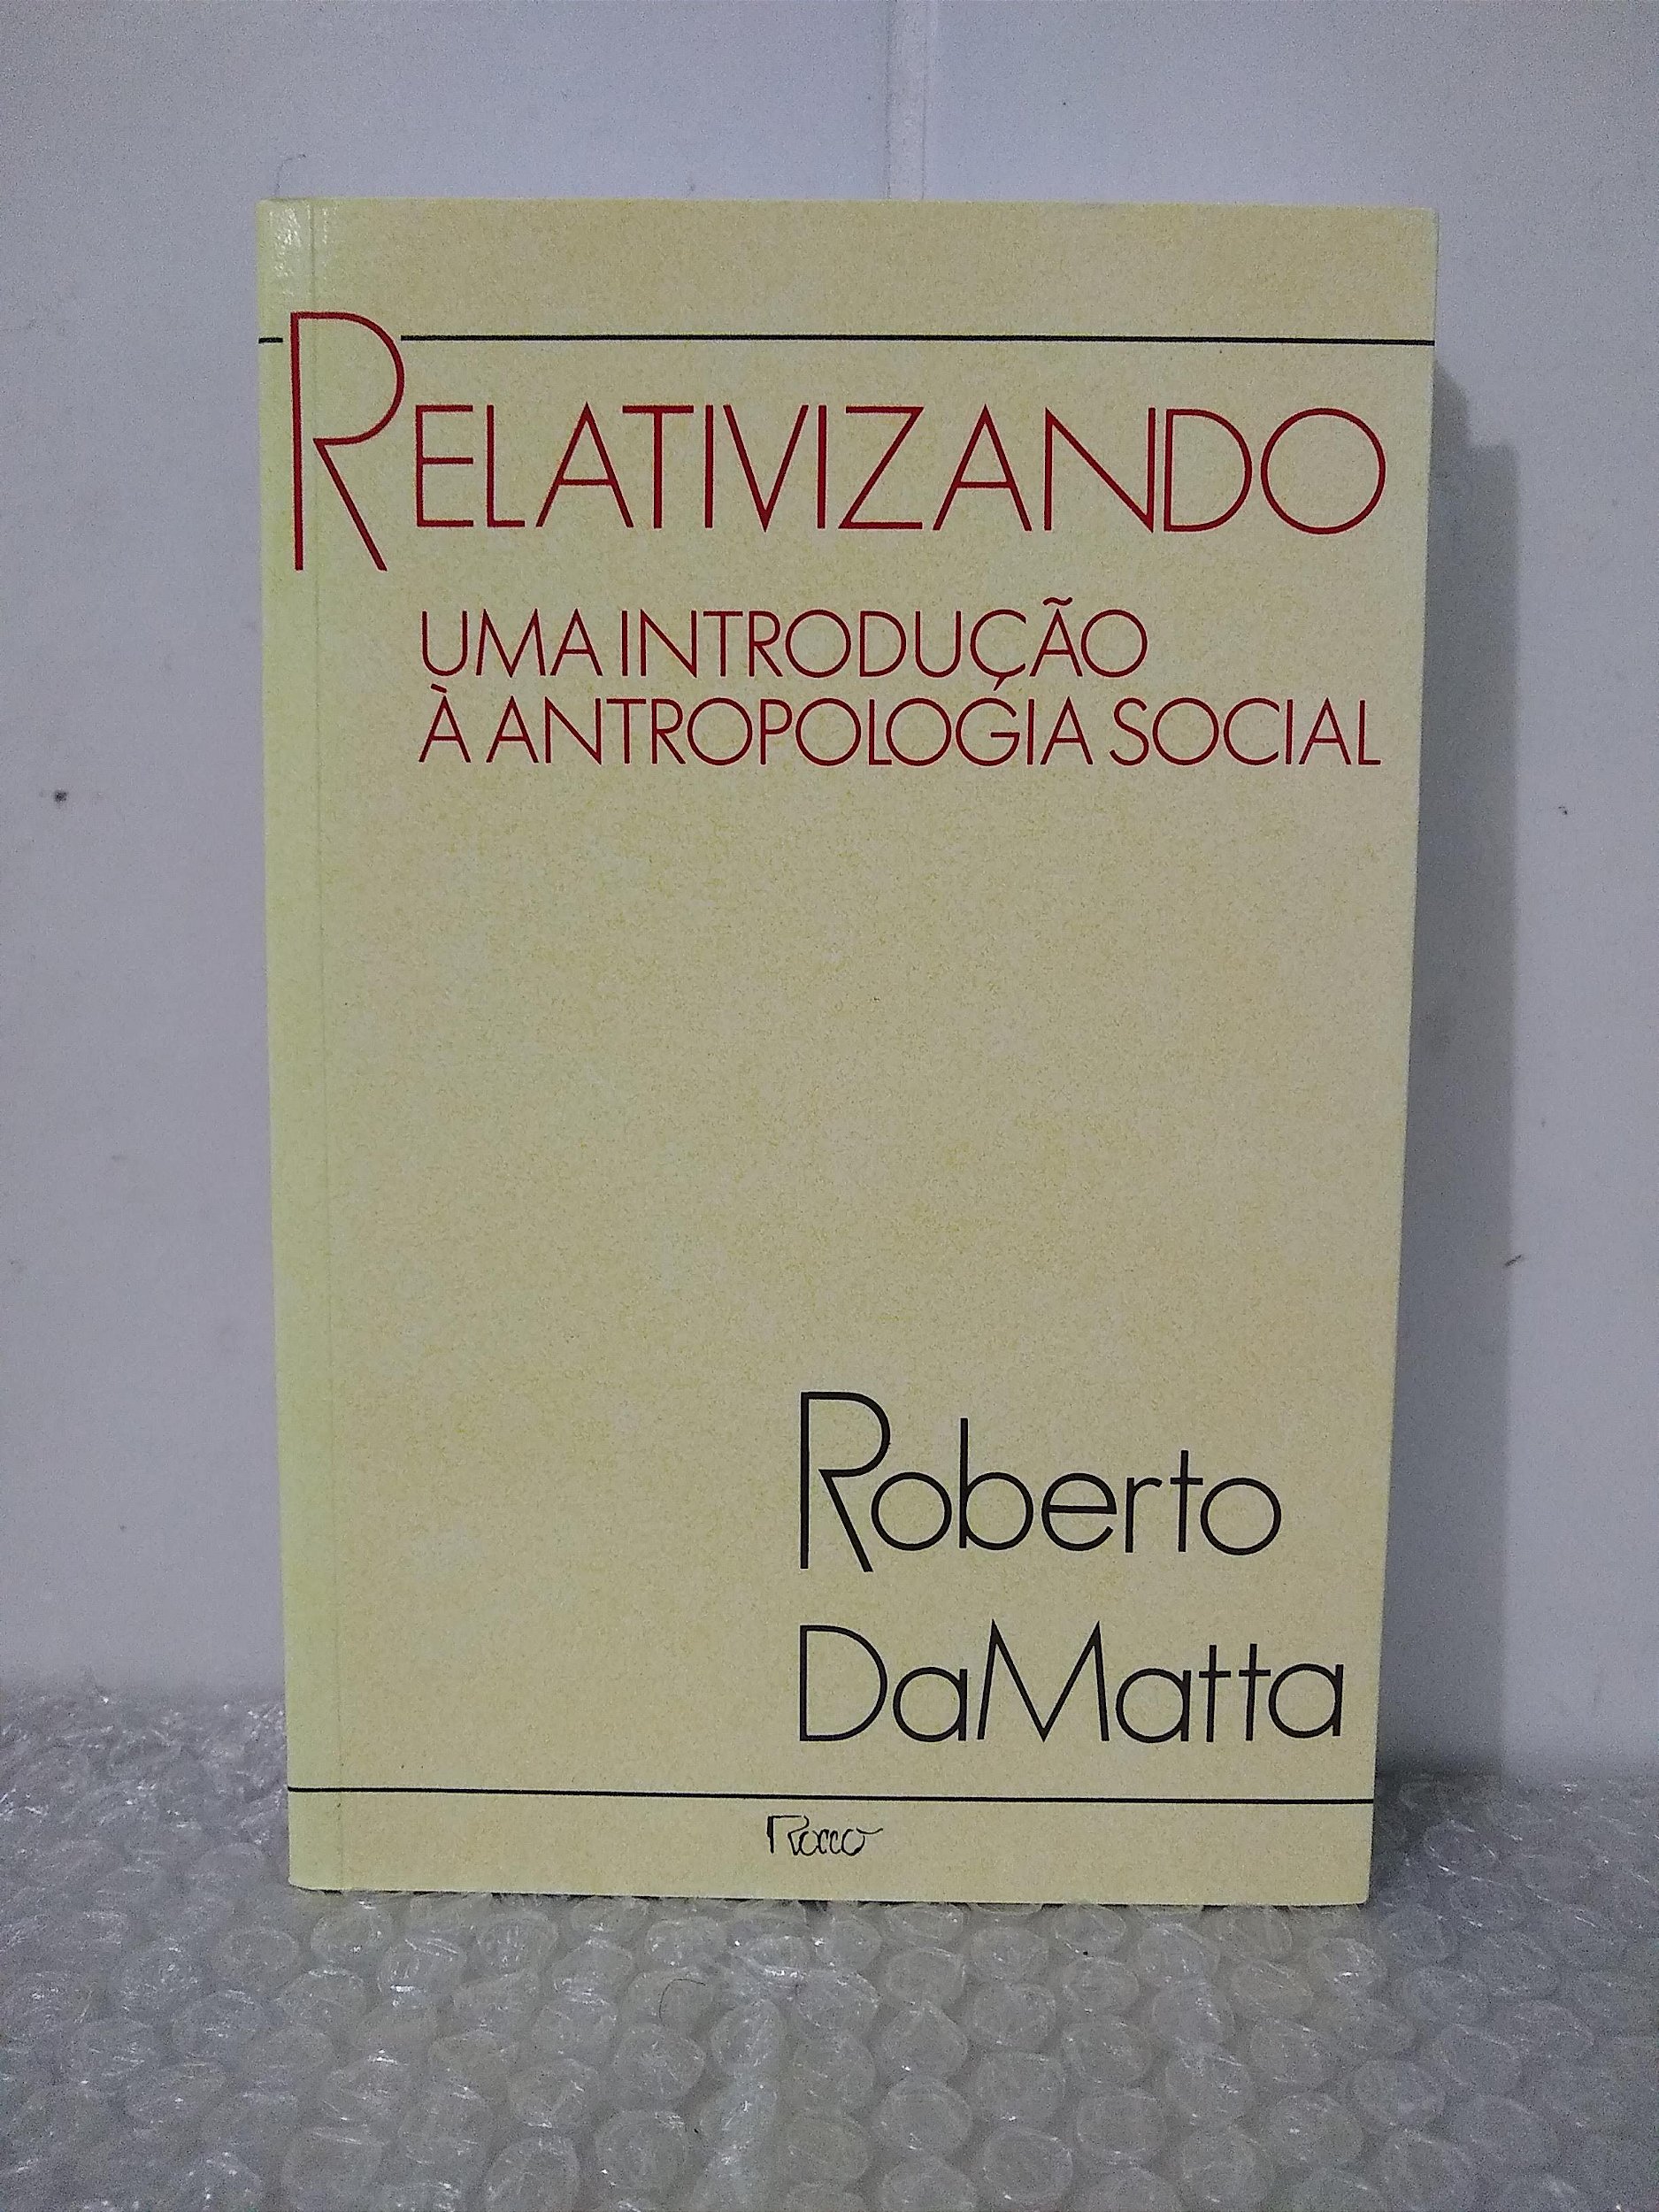 RELATIVIZANDO
UMA INTRODUÇÃO
À ANTROPOLOGIA SOCIAL
Roberto
DaMatta
Rocco